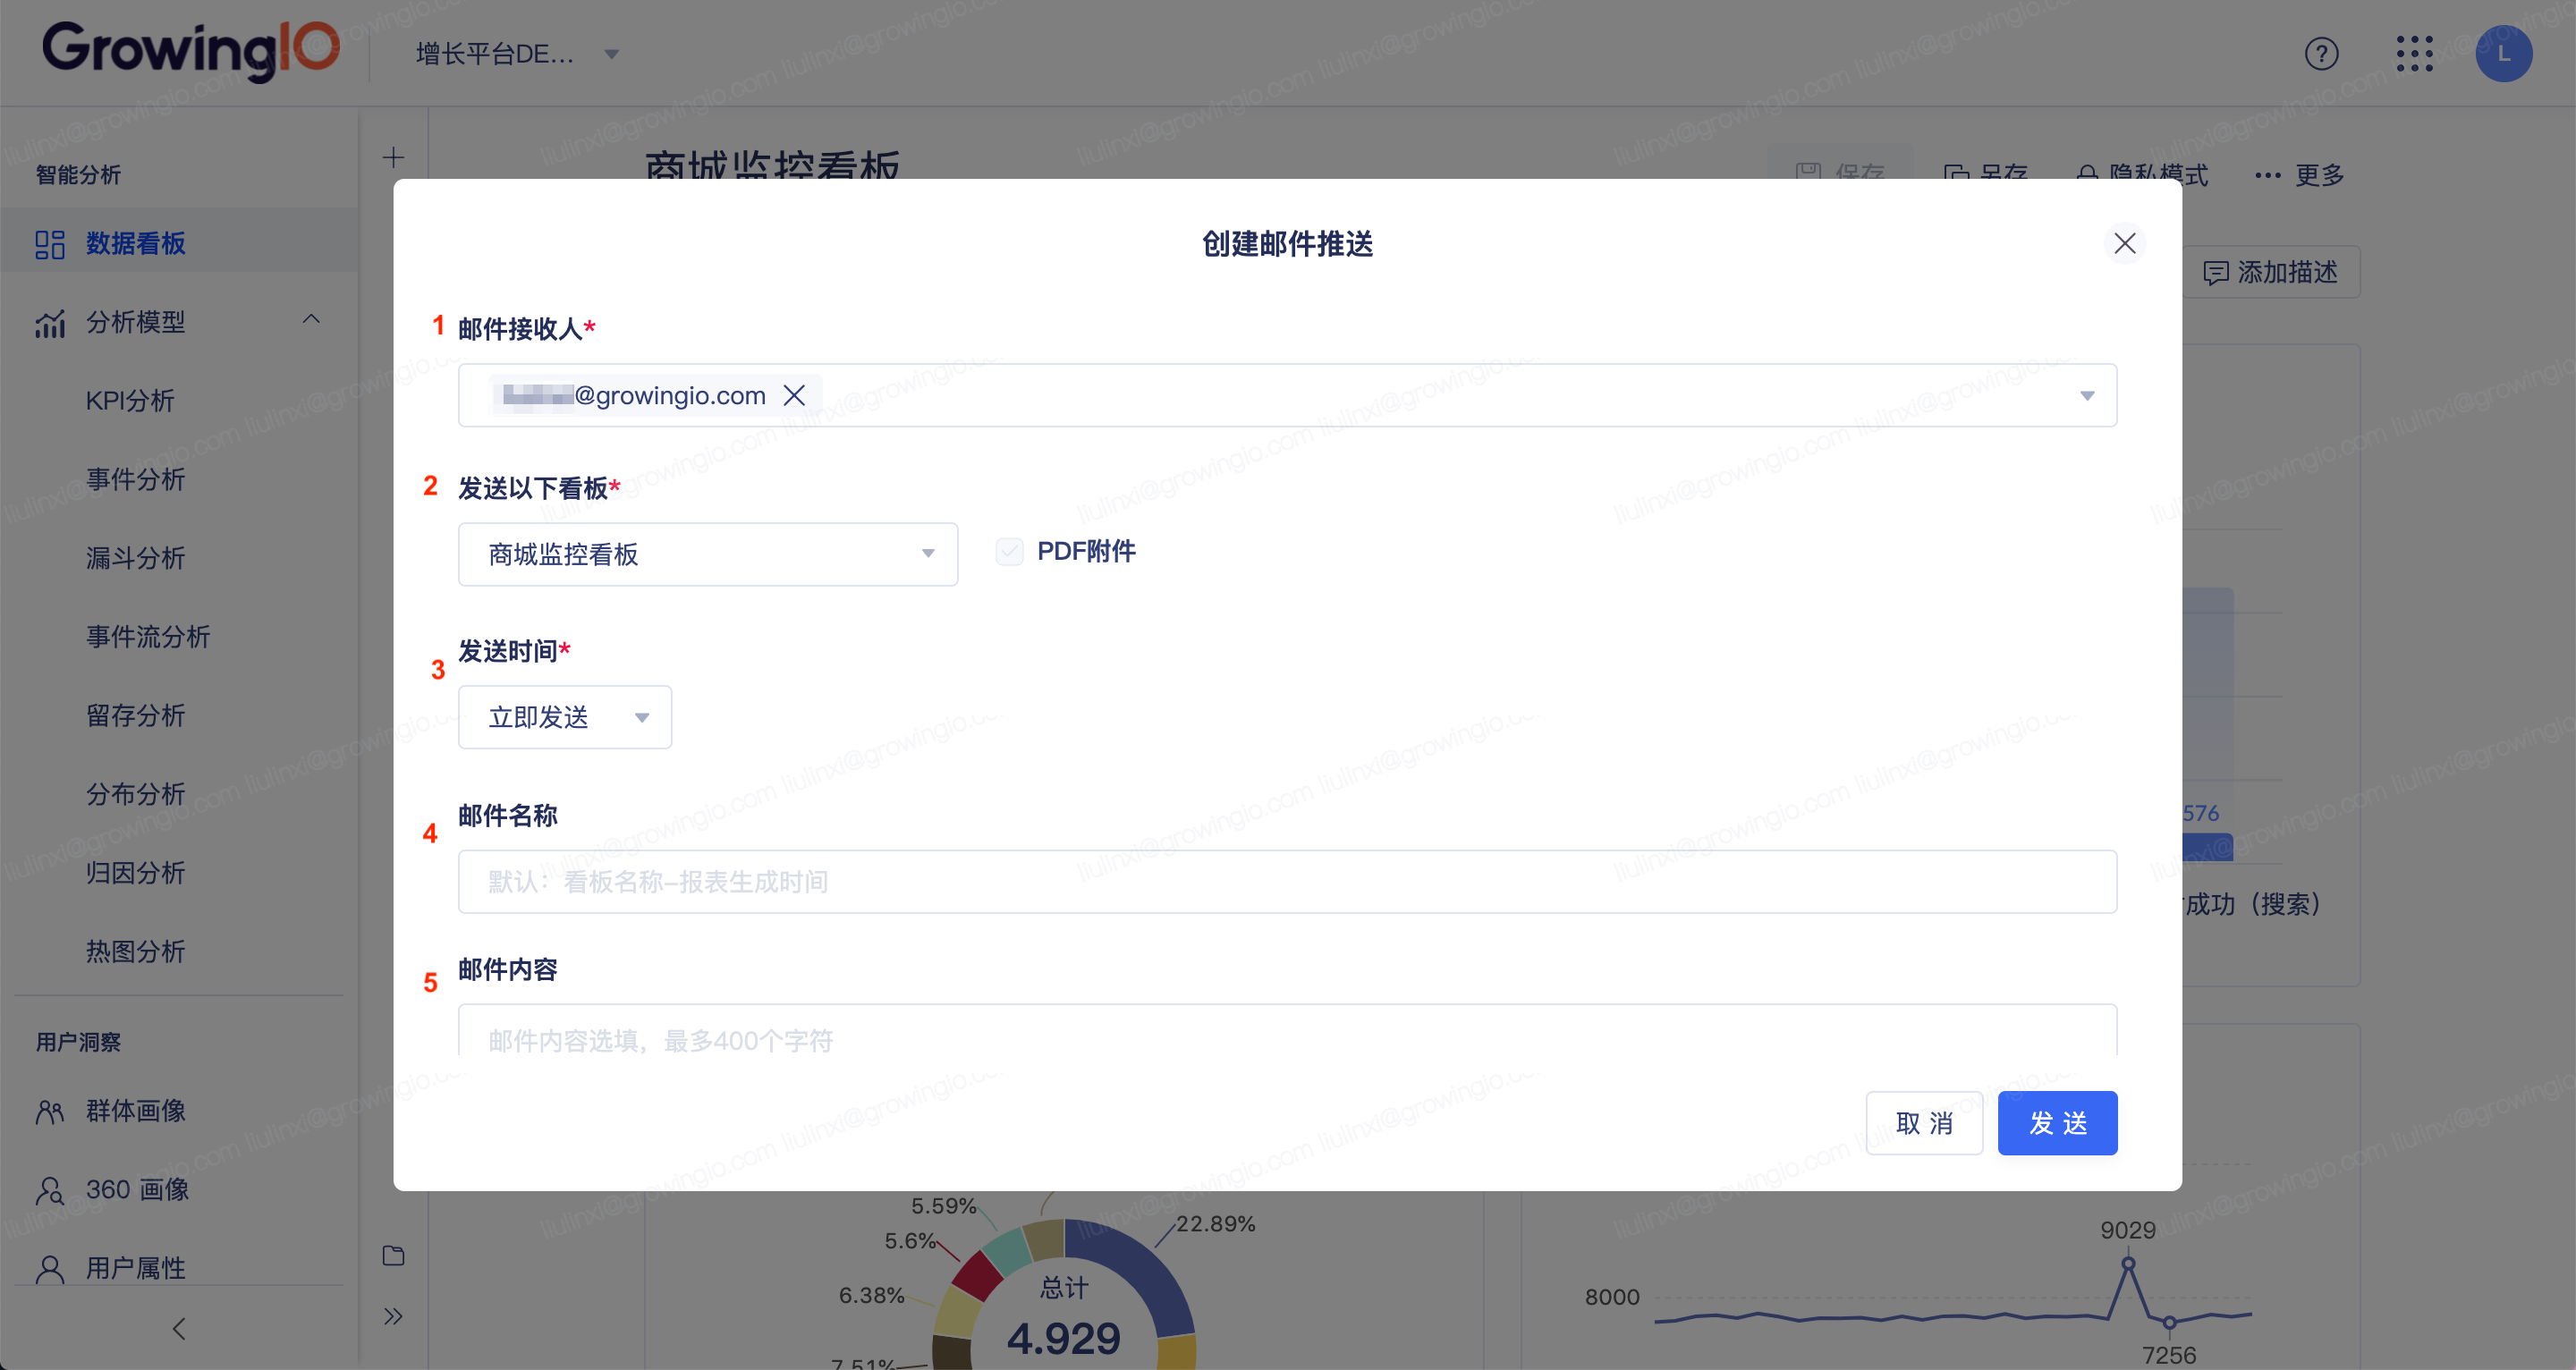 GrowingIO
增长平台DE...
?
L
智能分析
数据看板
分析模型
KPI分析
事件分析
漏斗分析
事件流分析
留存分析
分布分析
归因分析
热图分析
用户洞察
群体画像
360 画像
用户属性
商城监控看板
保存
另存
隐私模式
更多
添加描述
创建邮件推送
1 邮件接收人*
@growingio.com
2 发送以下看板*
商城监控看板
PDF附件
3 发送时间*
立即发送
4 邮件名称
默认：看板名称-报表生成时间
5 邮件内容
邮件内容选填，最多400个字符
取 消
发 送
576
成功（搜索）
5.59%
22.89%
5.6%
6.38%
7.51%
总计
4.929
9029
8000
7256
liulinxi@growingio.com